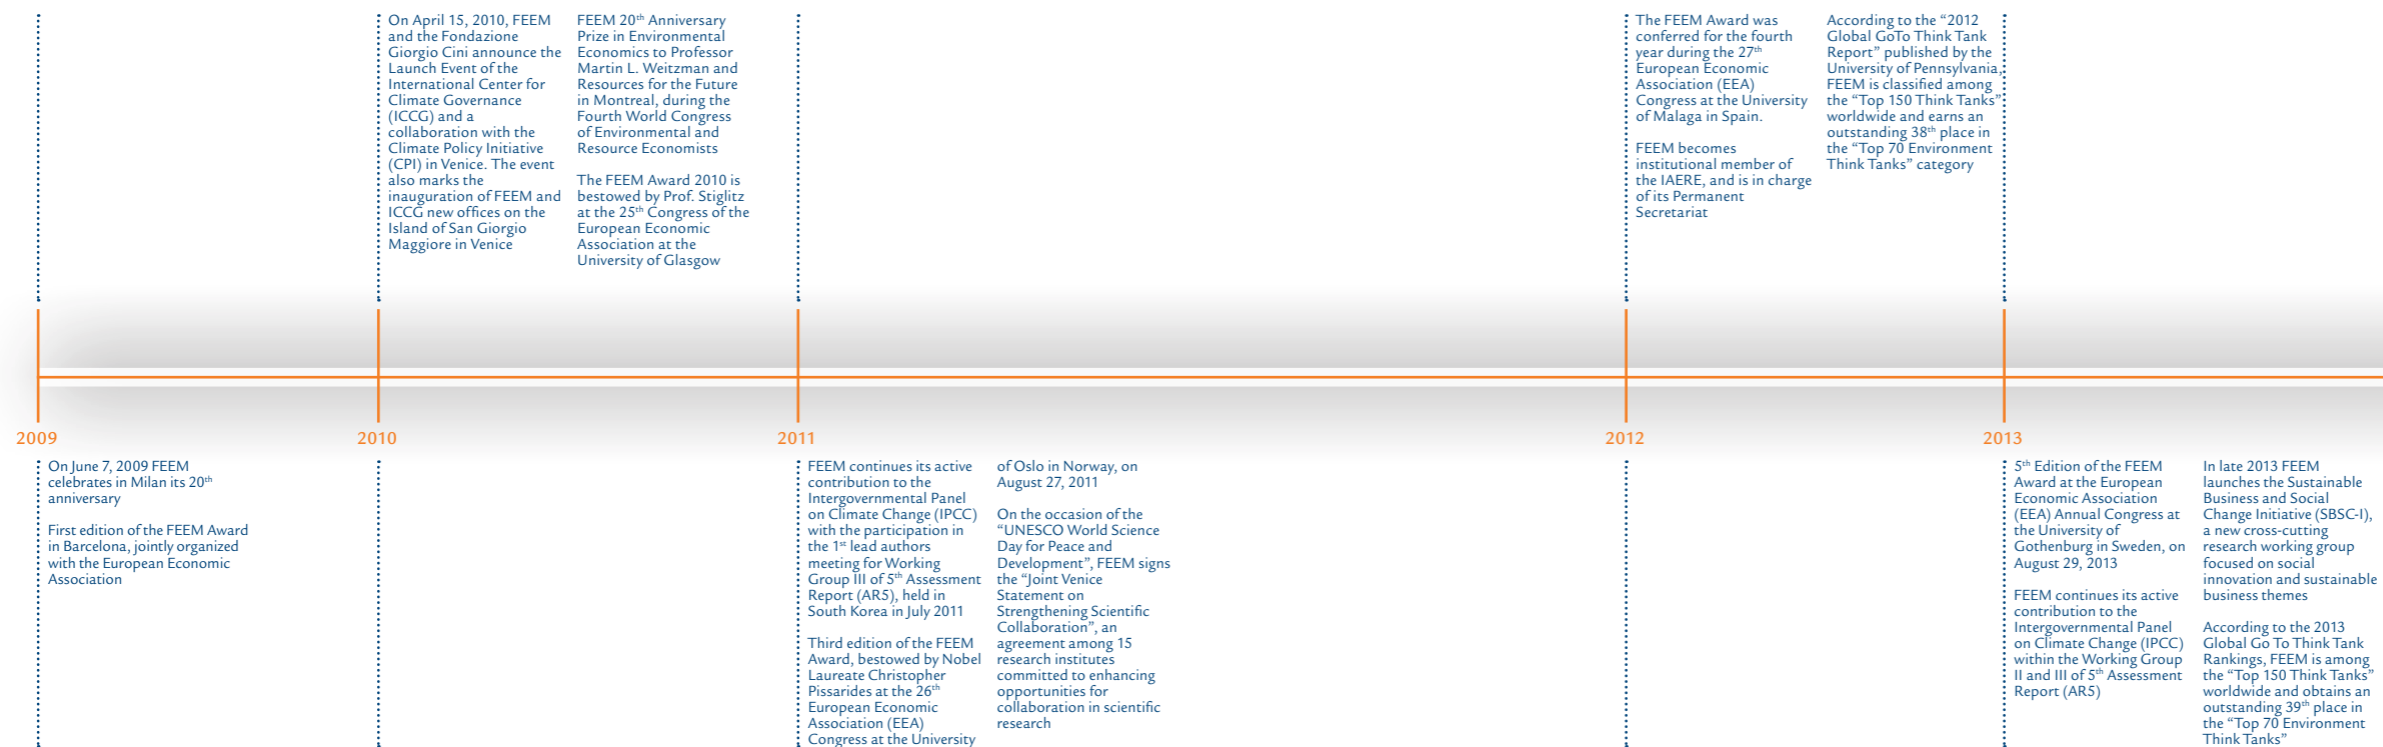 On April 15, 2010, FEEM
and the Fondazione
Giorgio Cini announce the
Launch Event of the
International Center for
Climate Governance
(ICCG) and a
collaboration with the
Climate Policy Initiative
(CPI) in Venice. The event
also marks the
inauguration of FEEM and
ICCG new offices on the
Island of San Giorgio
Maggiore in Venice
FEEM 20th Anniversary
Prize in Environmental
Economics to Professor
Martin L. Weitzman and
Resources for the Future
in Montreal, during the
Fourth World Congress
of Environmental and
Resource Economists
The FEEM Award 2010 is
bestowed by Prof. Stiglitz
at the 25th Congress of the
European Economic
Association at the
University of Glasgow
The FEEM Award was
conferred for the fourth
year during the 27th
European Economic
Association (EEA)
Congress at the University
of Malaga in Spain.
FEEM becomes
institutional member of
the IAERE, and is in charge
of its Permanent
Secretariat
According to the “2012
Global GoTo Think Tank
Report” published by the
University of Pennsylvania,
FEEM is classified among
the “Top 150 Think Tanks”
worldwide and earns an
outstanding 38th place in
the “Top 70 Environment
Think Tanks” category
2009
2010
2011
2012
2013
On June 7, 2009 FEEM
celebrates in Milan its 20th
anniversary
First edition of the FEEM Award
in Barcelona, jointly organized
with the European Economic
Association
FEEM continues its active
contribution to the
Intergovernmental Panel
on Climate Change (IPCC)
with the participation in
the 1st lead authors
meeting for Working
Group III of 5th Assessment
Report (AR5), held in
South Korea in July 2011
Third edition of the FEEM
Award, bestowed by Nobel
Laureate Christopher
Pissarides at the 26th
European Economic
Association (EEA)
Congress at the University
of Oslo in Norway, on
August 27, 2011
On the occasion of the
“UNESCO World Science
Day for Peace and
Development”, FEEM signs
the “Joint Venice
Statement on
Strengthening Scientific
Collaboration”, an
agreement among 15
research institutes
committed to enhancing
opportunities for
collaboration in scientific
research
5th Edition of the FEEM
Award at the European
Economic Association
(EEA) Annual Congress at
the University of
Gothenburg in Sweden, on
August 29, 2013
FEEM continues its active
contribution to the
Intergovernmental Panel
on Climate Change (IPCC)
within the Working Group
II and III of 5th Assessment
Report (AR5)
In late 2013 FEEM
launches the Sustainable
Business and Social
Change Initiative (SBSC-I),
a new cross-cutting
research working group
focused on social
innovation and sustainable
business themes
According to the 2013
Global Go To Think Tank
Rankings, FEEM is among
the “Top 150 Think Tanks”
worldwide and obtains an
outstanding 39th place in
the “Top 70 Environment
Think Tanks”